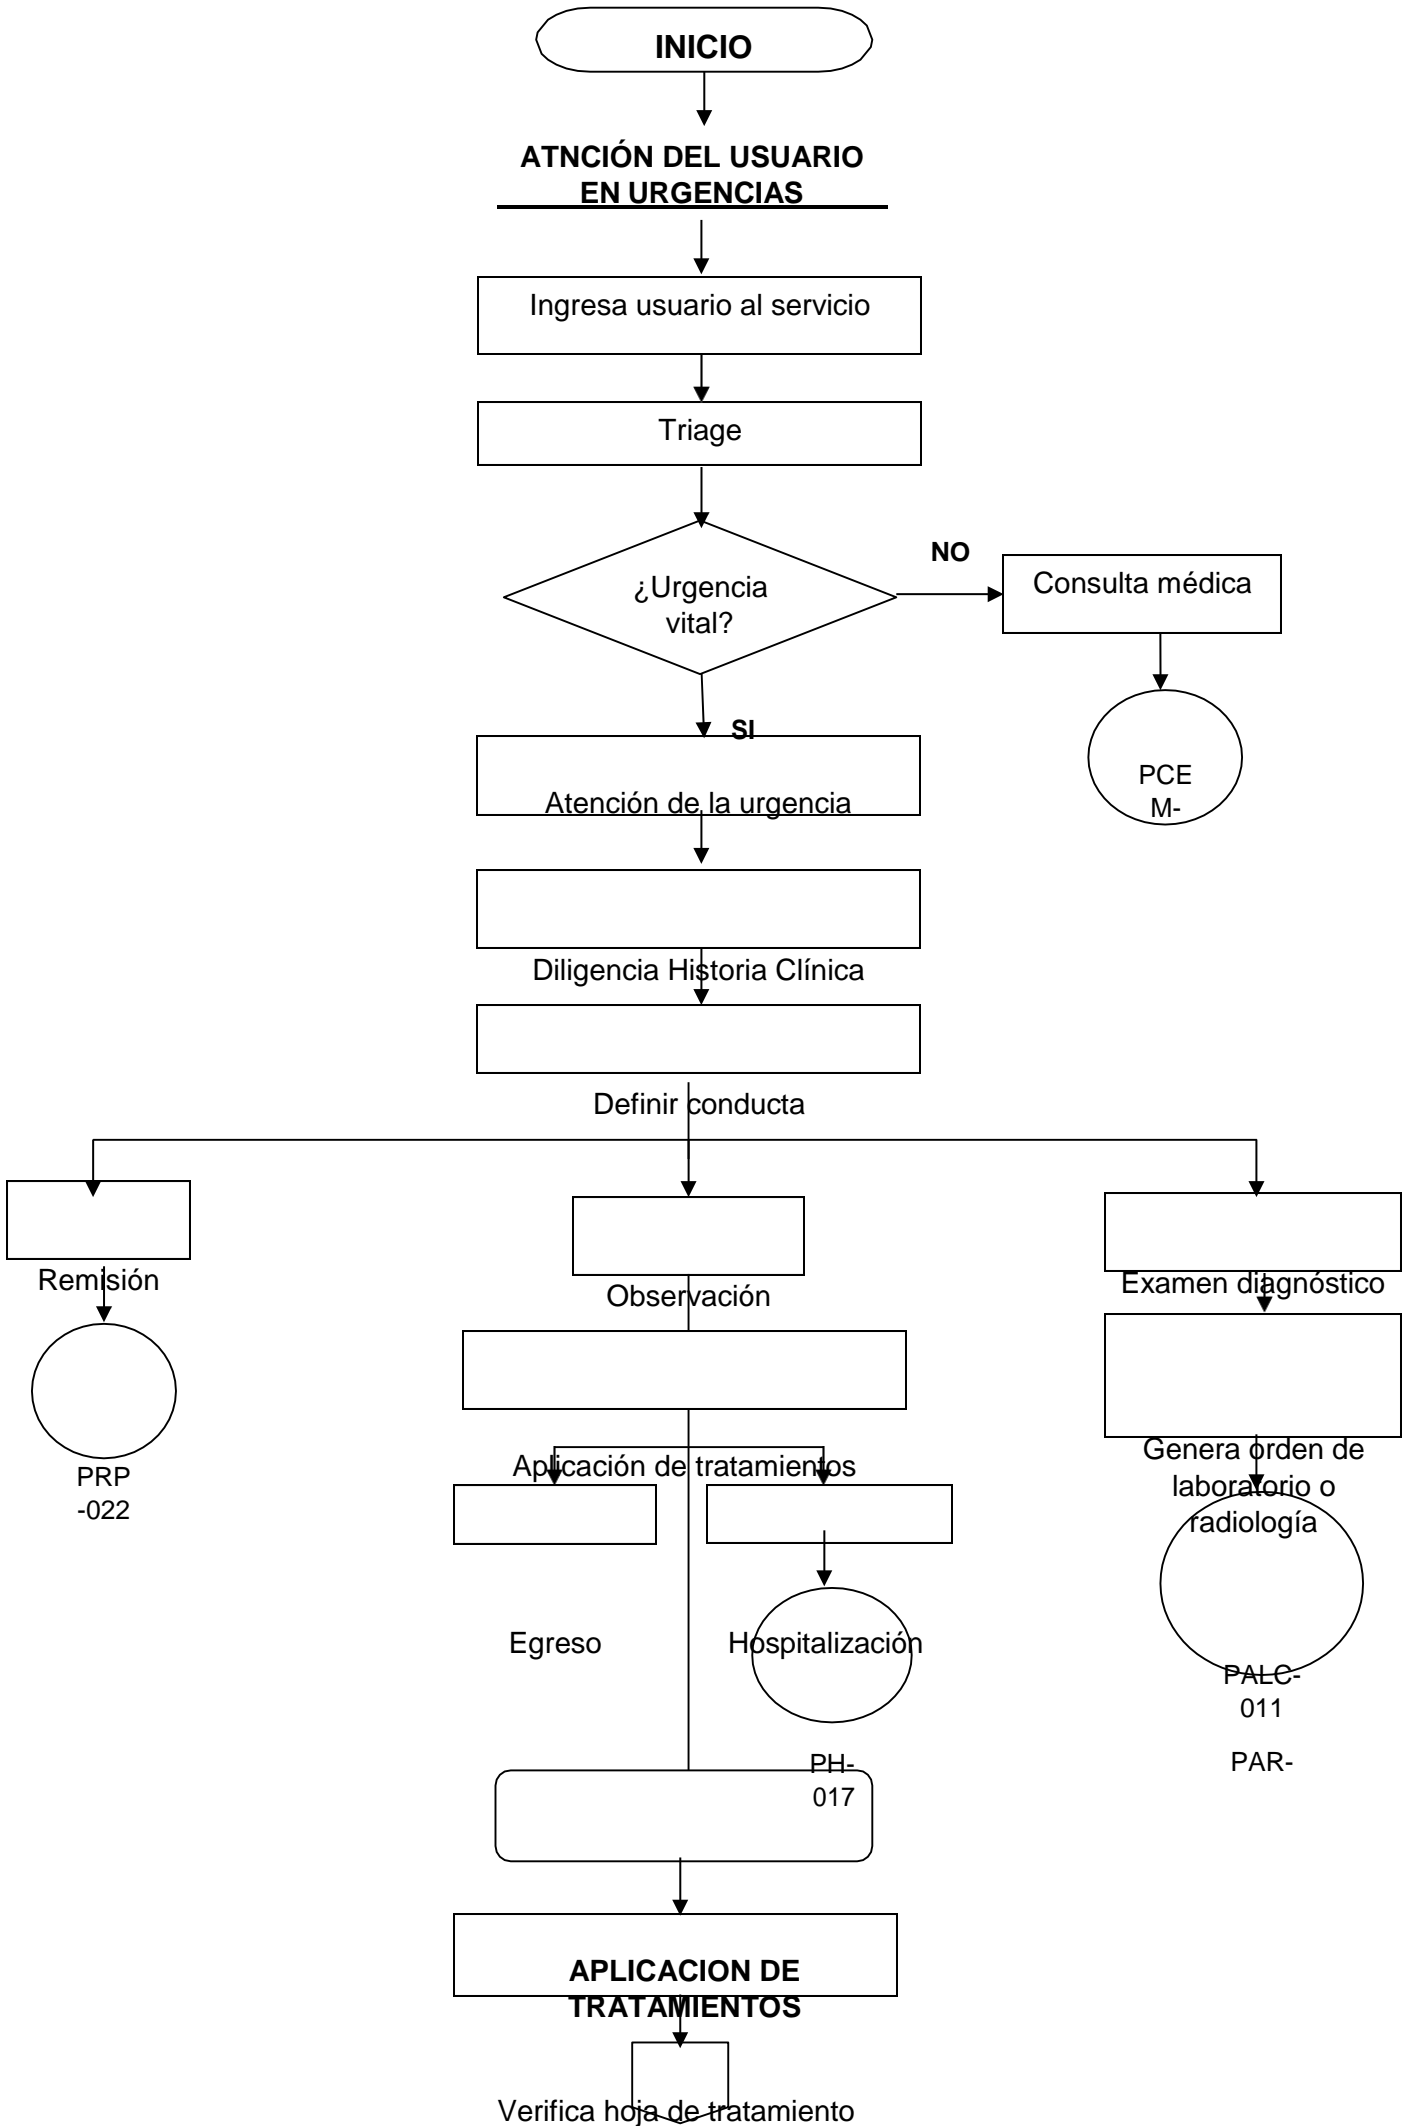 INICIO
ATNCIÓN DEL USUARIO
EN URGENCIAS
Ingresa usuario al servicio
Triage
¿Urgencia
vital?
NO
Consulta médica
SI
PCE
M-
Atención de la urgencia
Diligencia Historia Clínica
Definir conducta
Remisión
Observación
Examen diagnóstico
PRP
-022
Aplicación de tratamientos
Genera orden de
laboratorio o
radiología
Egreso
Hospitalización
PALC-
011
PAR-
PH-
017
APLICACION DE
TRATAMIENTOS
Verifica hoja de tratamiento